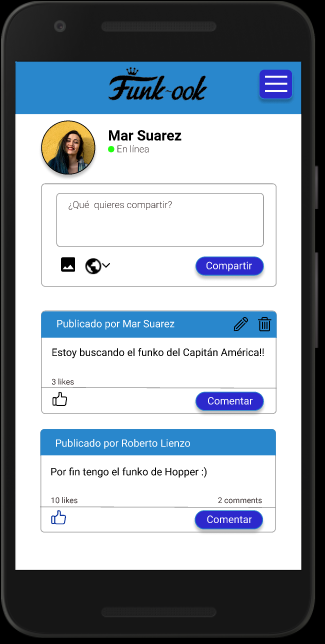 Funk-ook
Mar Suarez
En línea
¿Qué quieres compartir?
Compartir
Publicado por Mar Suarez
Estoy buscando el funko del Capitán América!!
3 likes
Comentar
Publicado por Roberto Lienzo
Por fin tengo el funko de Hopper :)
10 likes 2 comments
Comentar